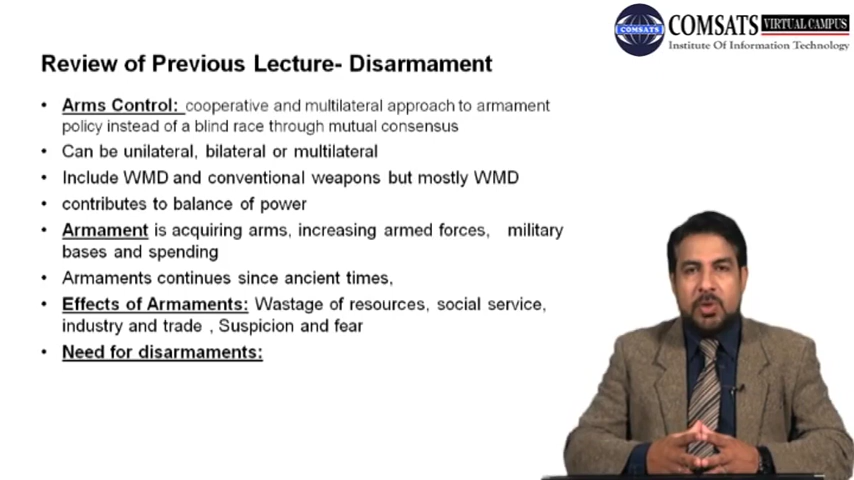 COMSATS
COMSATS VIRTUAL CAMPUS
Institute Of Information Technology
Review of Previous Lecture- Disarmament
• Arms Control: cooperative and multilateral approach to armament
policy instead of a blind race through mutual consensus
• Can be unilateral, bilateral or multilateral
• Include WMD and conventional weapons but mostly WMD
• contributes to balance of power
• Armament is acquiring arms, increasing armed forces, military
bases and spending
• Armaments continues since ancient times,
• Effects of Armaments: Wastage of resources, social service,
industry and trade , Suspicion and fear
• Need for disarmaments: